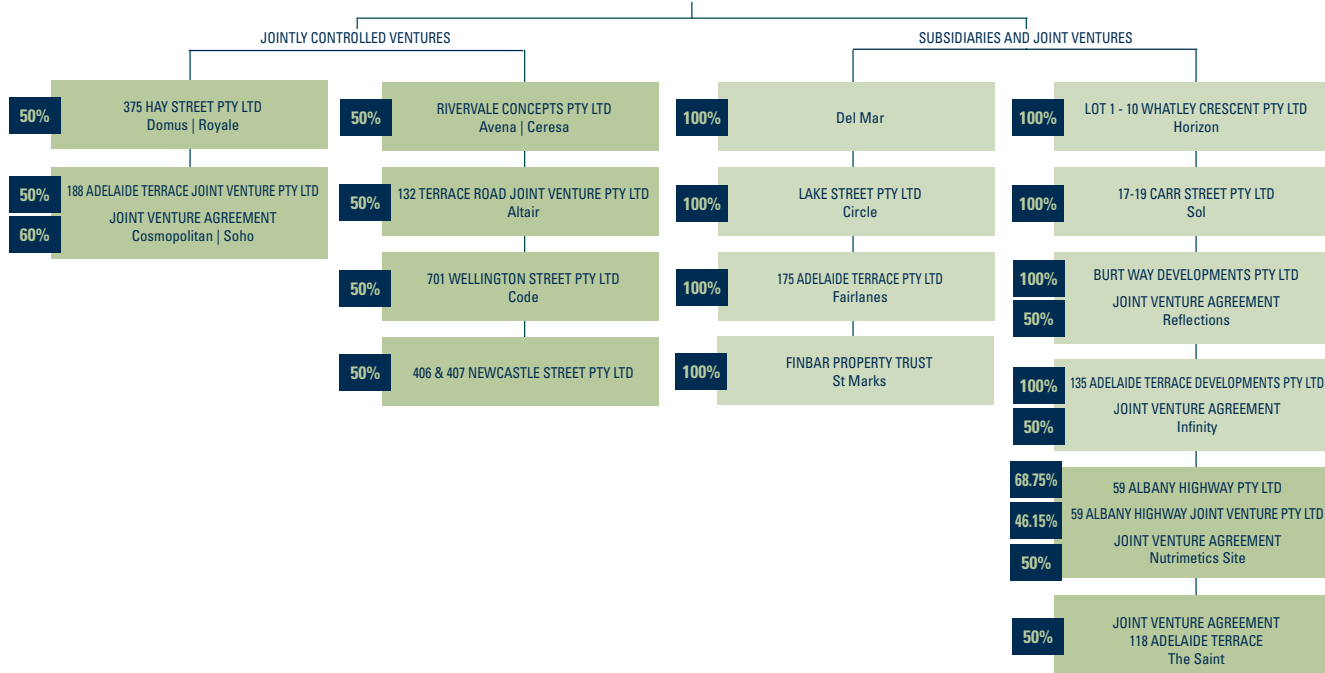 JOINTLY CONTROLLED VENTURES
50%
375 HAY STREET PTY LTD
Domus | Royale
50%
188 ADELAIDE TERRACE JOINT VENTURE PTY LTD
60%
JOINT VENTURE AGREEMENT
Cosmopolitan | Soho
50%
RIVERVALE CONCEPTS PTY LTD
Avena | Ceresa
50%
132 TERRACE ROAD JOINT VENTURE PTY LTD
Altair
50%
701 WELLINGTON STREET PTY LTD
Code
50%
406 & 407 NEWCASTLE STREET PTY LTD
SUBSIDIARIES AND JOINT VENTURES
100%
Del Mar
100%
LAKE STREET PTY LTD
Circle
100%
175 ADELAIDE TERRACE PTY LTD
Fairlanes
100%
FINBAR PROPERTY TRUST
St Marks
100%
LOT 1 - 10 WHATLEY CRESCENT PTY LTD
Horizon
100%
17-19 CARR STREET PTY LTD
Sol
100%
BURT WAY DEVELOPMENTS PTY LTD
50%
JOINT VENTURE AGREEMENT
Reflections
100%
135 ADELAIDE TERRACE DEVELOPMENTS PTY LTD
50%
JOINT VENTURE AGREEMENT
Infinity
68.75%
59 ALBANY HIGHWAY PTY LTD
46.15%
59 ALBANY HIGHWAY JOINT VENTURE PTY LTD
50%
JOINT VENTURE AGREEMENT
Nutrimetics Site
50%
JOINT VENTURE AGREEMENT
118 ADELAIDE TERRACE
The Saint